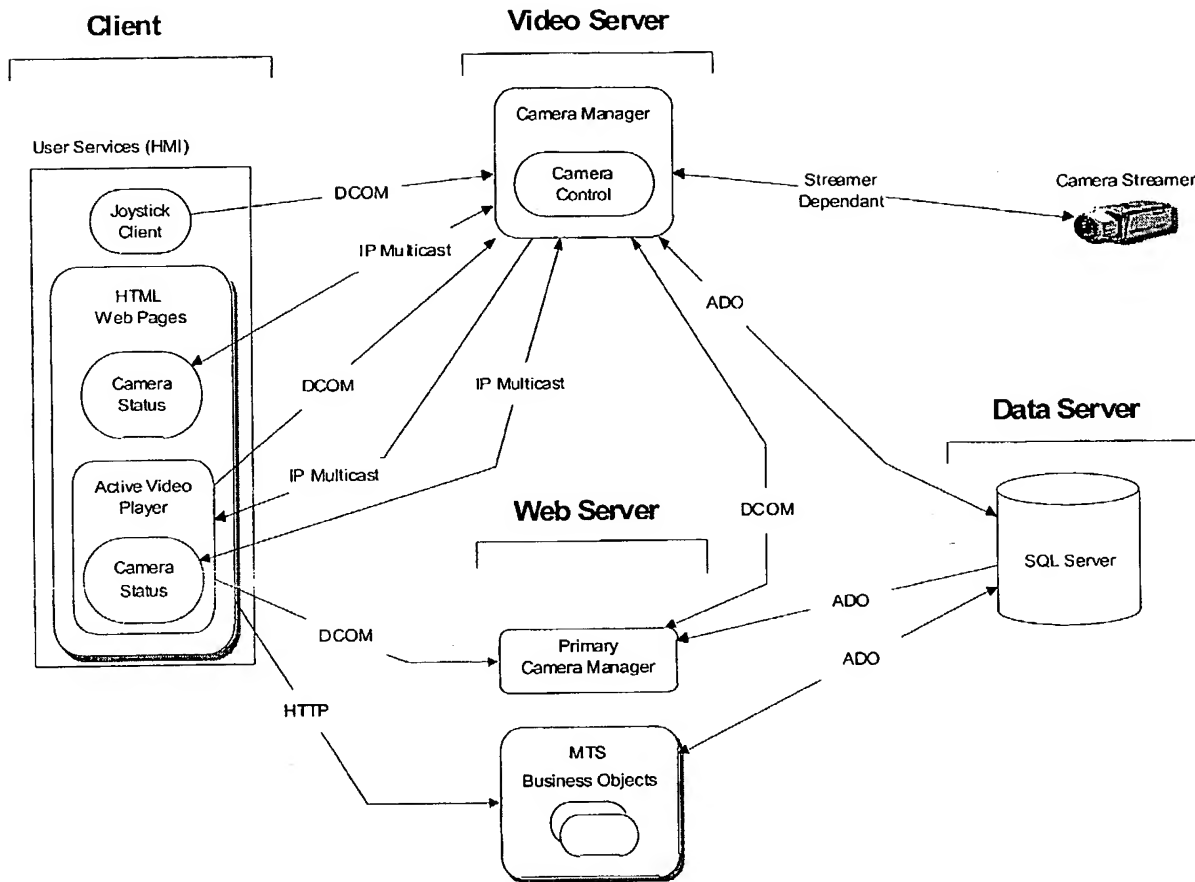 Client
Video Server
Camera Manager
Camera
Control
User Services (HMI)
Joystick
Client
DCOM
Streamer
Dependant
Camera Streamer
IP Multicast
HTML
Web Pages
ADO
Camera
Status
DCOM
IP Multicast
Data Server
Active Video
Player
IP Multicast
Web Server
DCOM
SQL Server
Camera
Status
ADO
DCOM
Primary
Camera Manager
ADO
HTTP
MTS
Business Objects